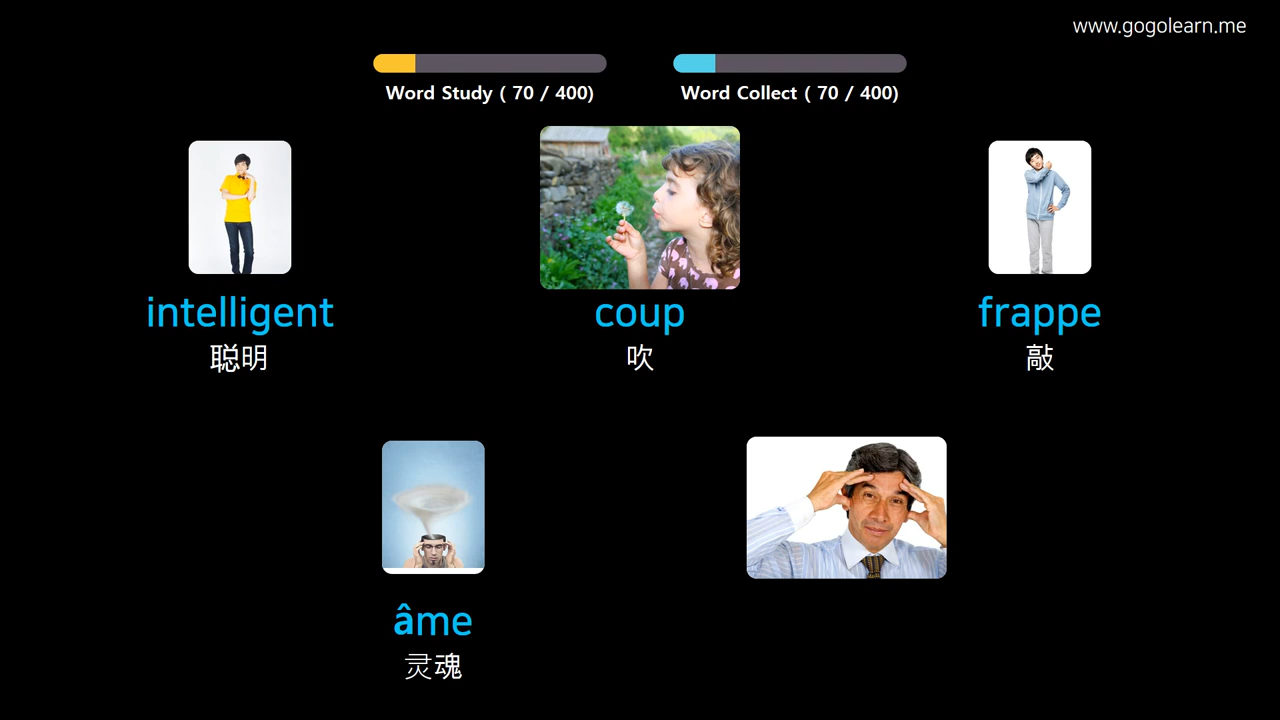 www.gogolearn.me
Word Study ( 70 / 400)
Word Collect ( 70 / 400)
intelligent
聪明
coup
吹
frappe
敲
âme
灵魂